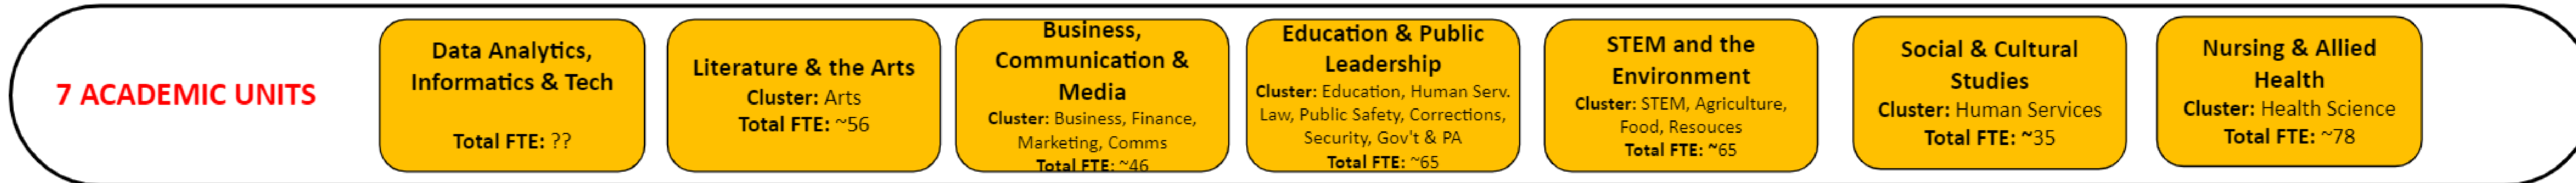 7 ACADEMIC UNITS
Data Analytics,
Informatics & Tech
Total FTE: ??
Literature & the Arts
Cluster: Arts
Total FTE: ~56
Business,
Communication &
Media
Cluster: Business, Finance,
Marketing, Comms
Total FTE: ~46
Education & Public
Leadership
Cluster: Education, Human Serv.
Law, Public Safety, Corrections,
Security, Gov't & PA
Total FTE: ~65
STEM and the
Environment
Cluster: STEM, Agriculture,
Food, Resouces
Total FTE: ~65
Social & Cultural
Studies
Cluster: Human Services
Total FTE: ~35
Nursing & Allied
Health
Cluster: Health Science
Total FTE: ~78